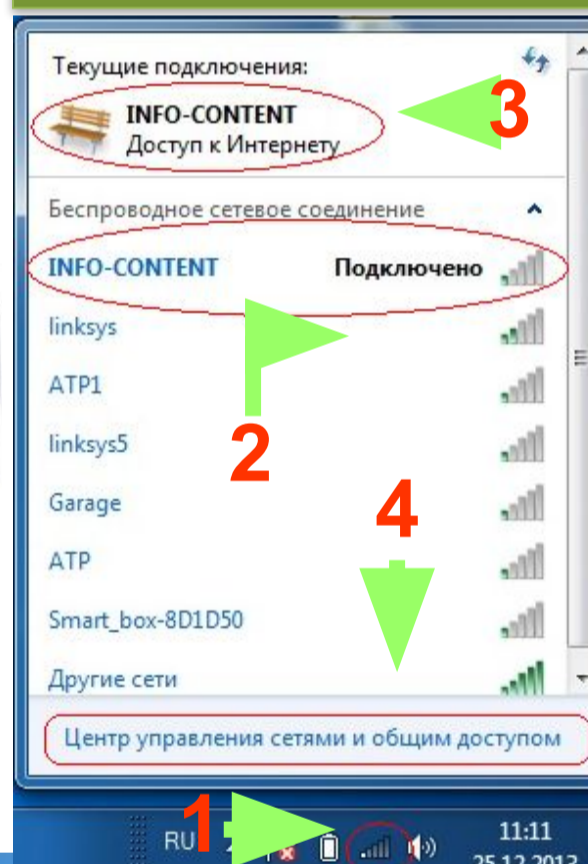 Текущие подключения:
3
INFO-CONTENT
Доступ к Интернету
Беспроводное сетевое соединение
INFO-CONTENT Подключено
linksys
ATP1
2
linksys5
4
Garage
ATP
Smart_box-8D1D50
Другие сети
Центр управления сетями и общим доступом
1
RU
11:11